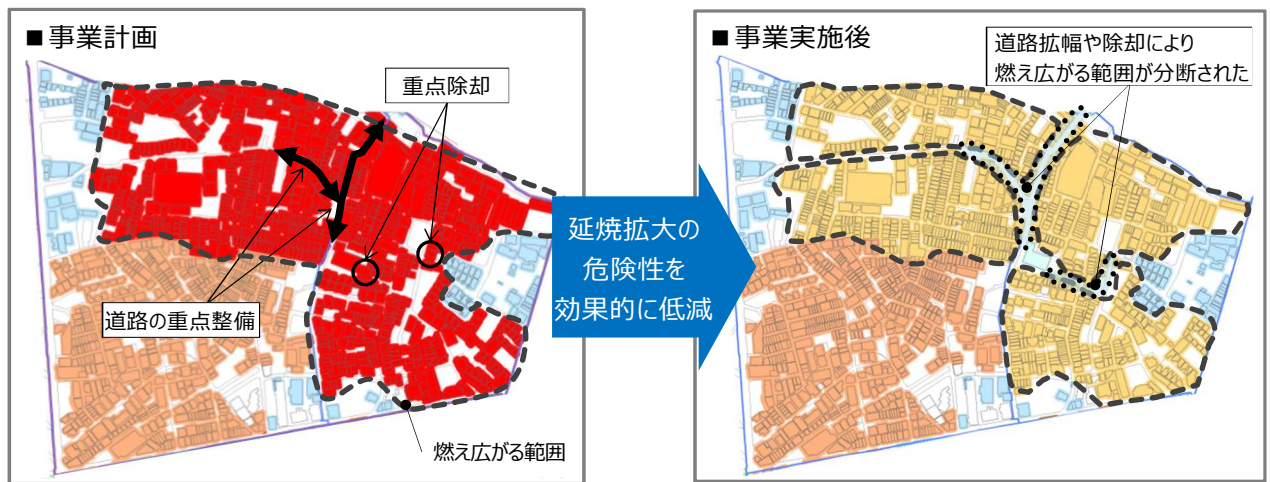 ■ 事業計画
重点除却
道路の重点整備
燃え広がる範囲
延焼拡大の
危険性を
効果的に低減
■ 事業実施後
道路拡幅や除却により
燃え広がる範囲が分断された